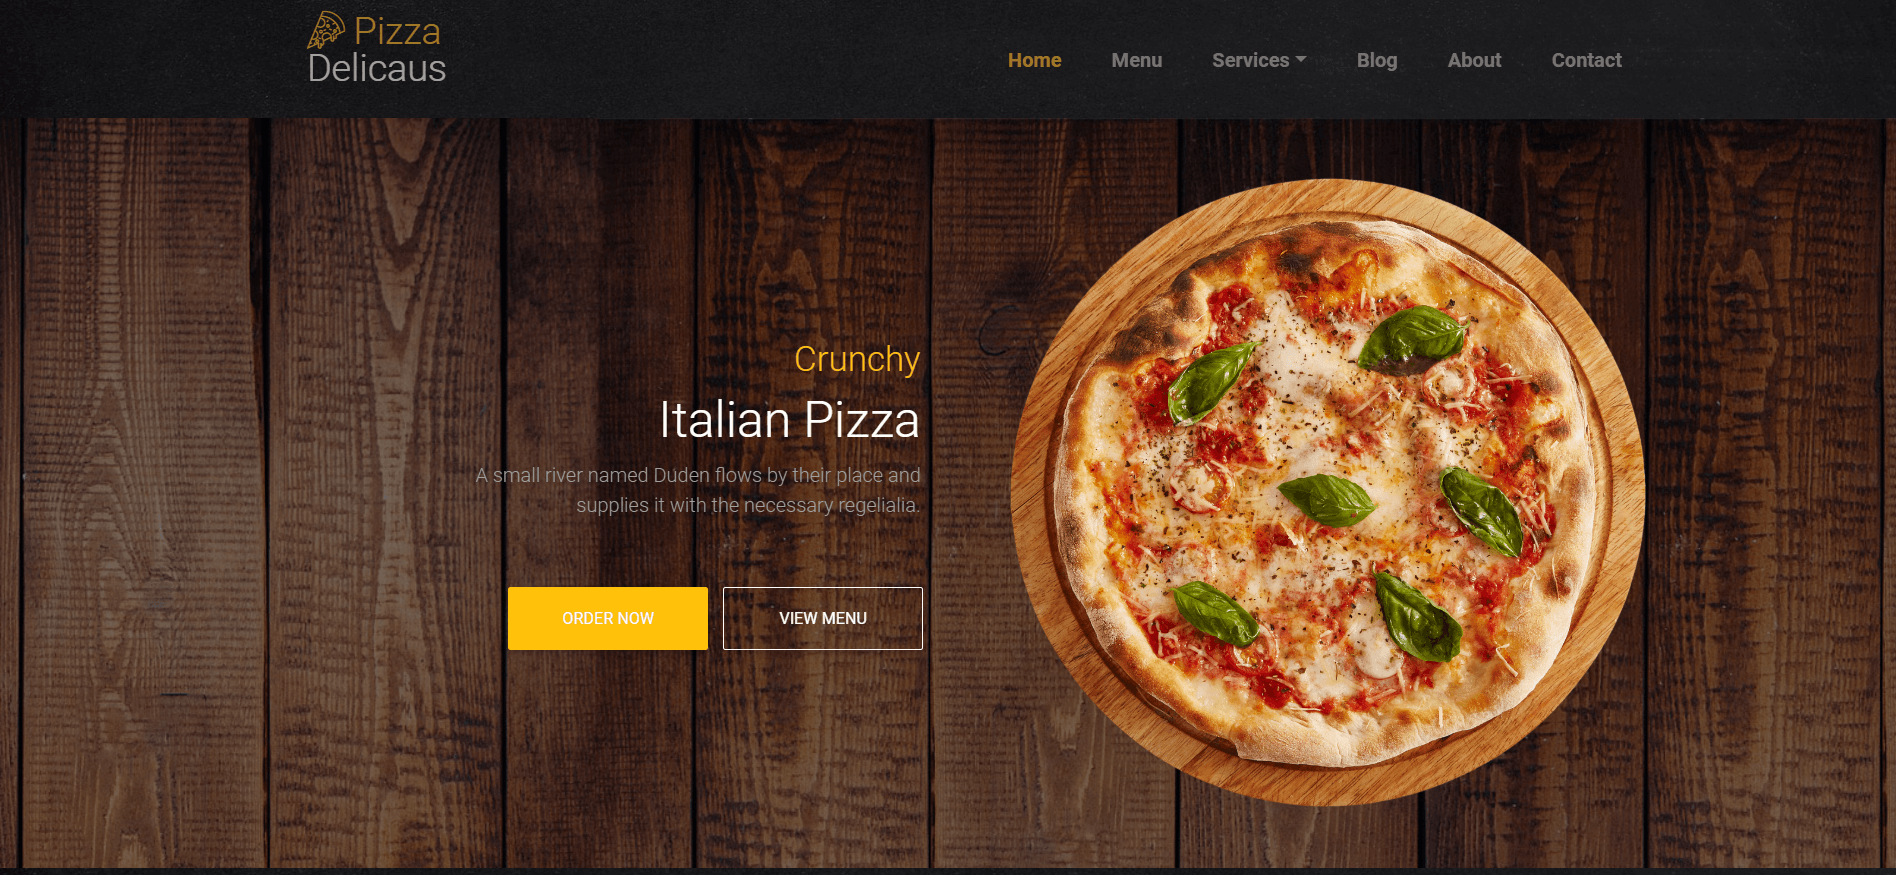 Pizza
Delicaus
Home Menu Services Blog About Contact
Crunchy
Italian Pizza
A small river named Duden flows by their place and
supplies it with the necessary regelialia.
ORDER NOW VIEW MENU